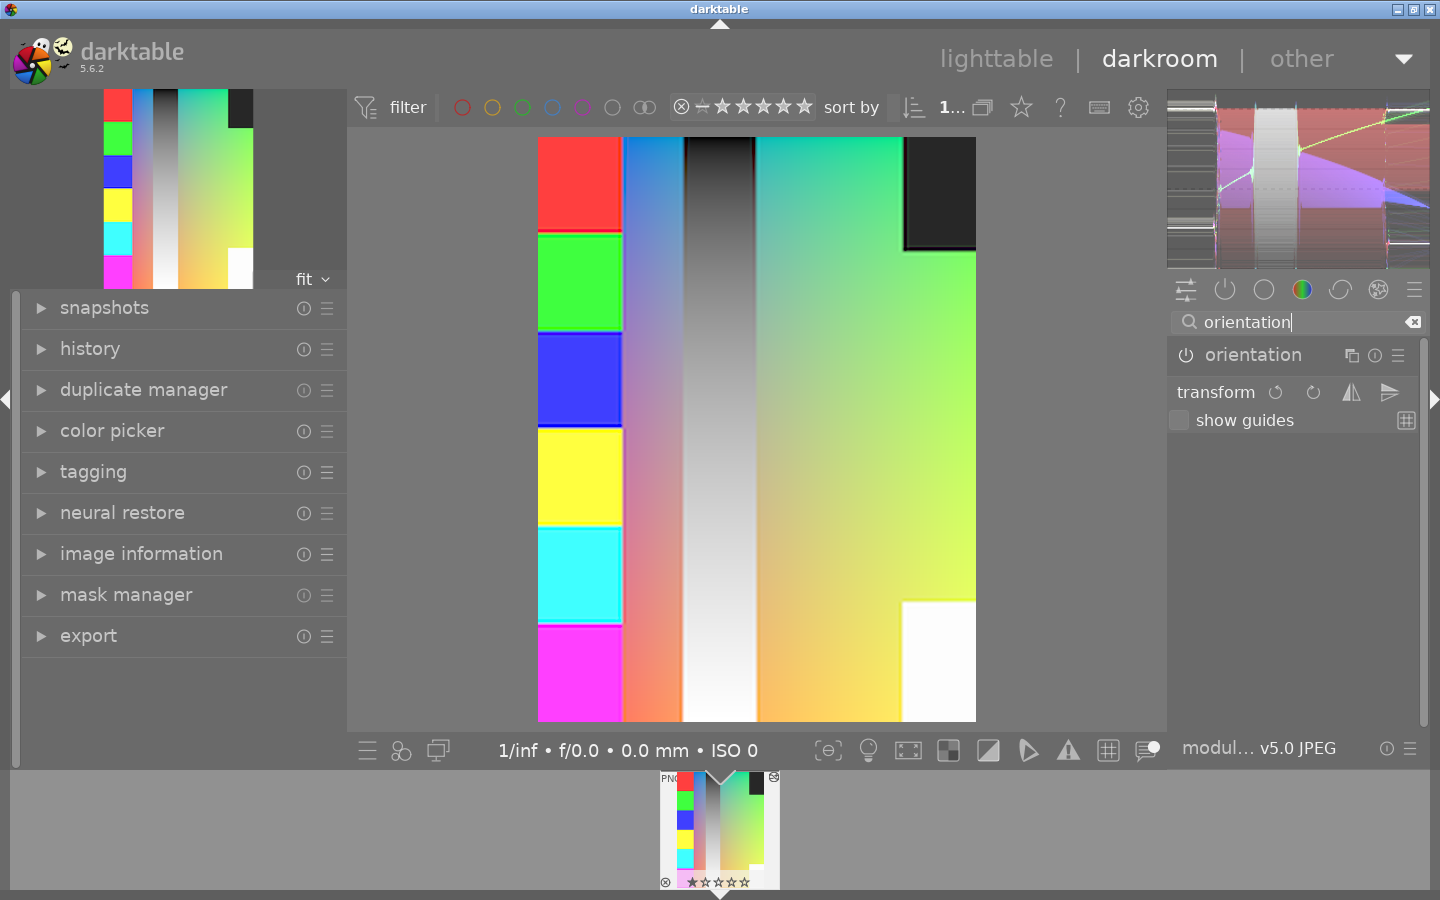 darktable
darktable
5.6.2
lighttable | darkroom | other
filter
sort by
1...
fit
snapshots
history
duplicate manager
color picker
tagging
neural restore
image information
mask manager
export
orientation
orientation
transform
show guides
1/inf • f/0.0 • 0.0 mm • ISO 0
modul... v5.0 JPEG
PNG